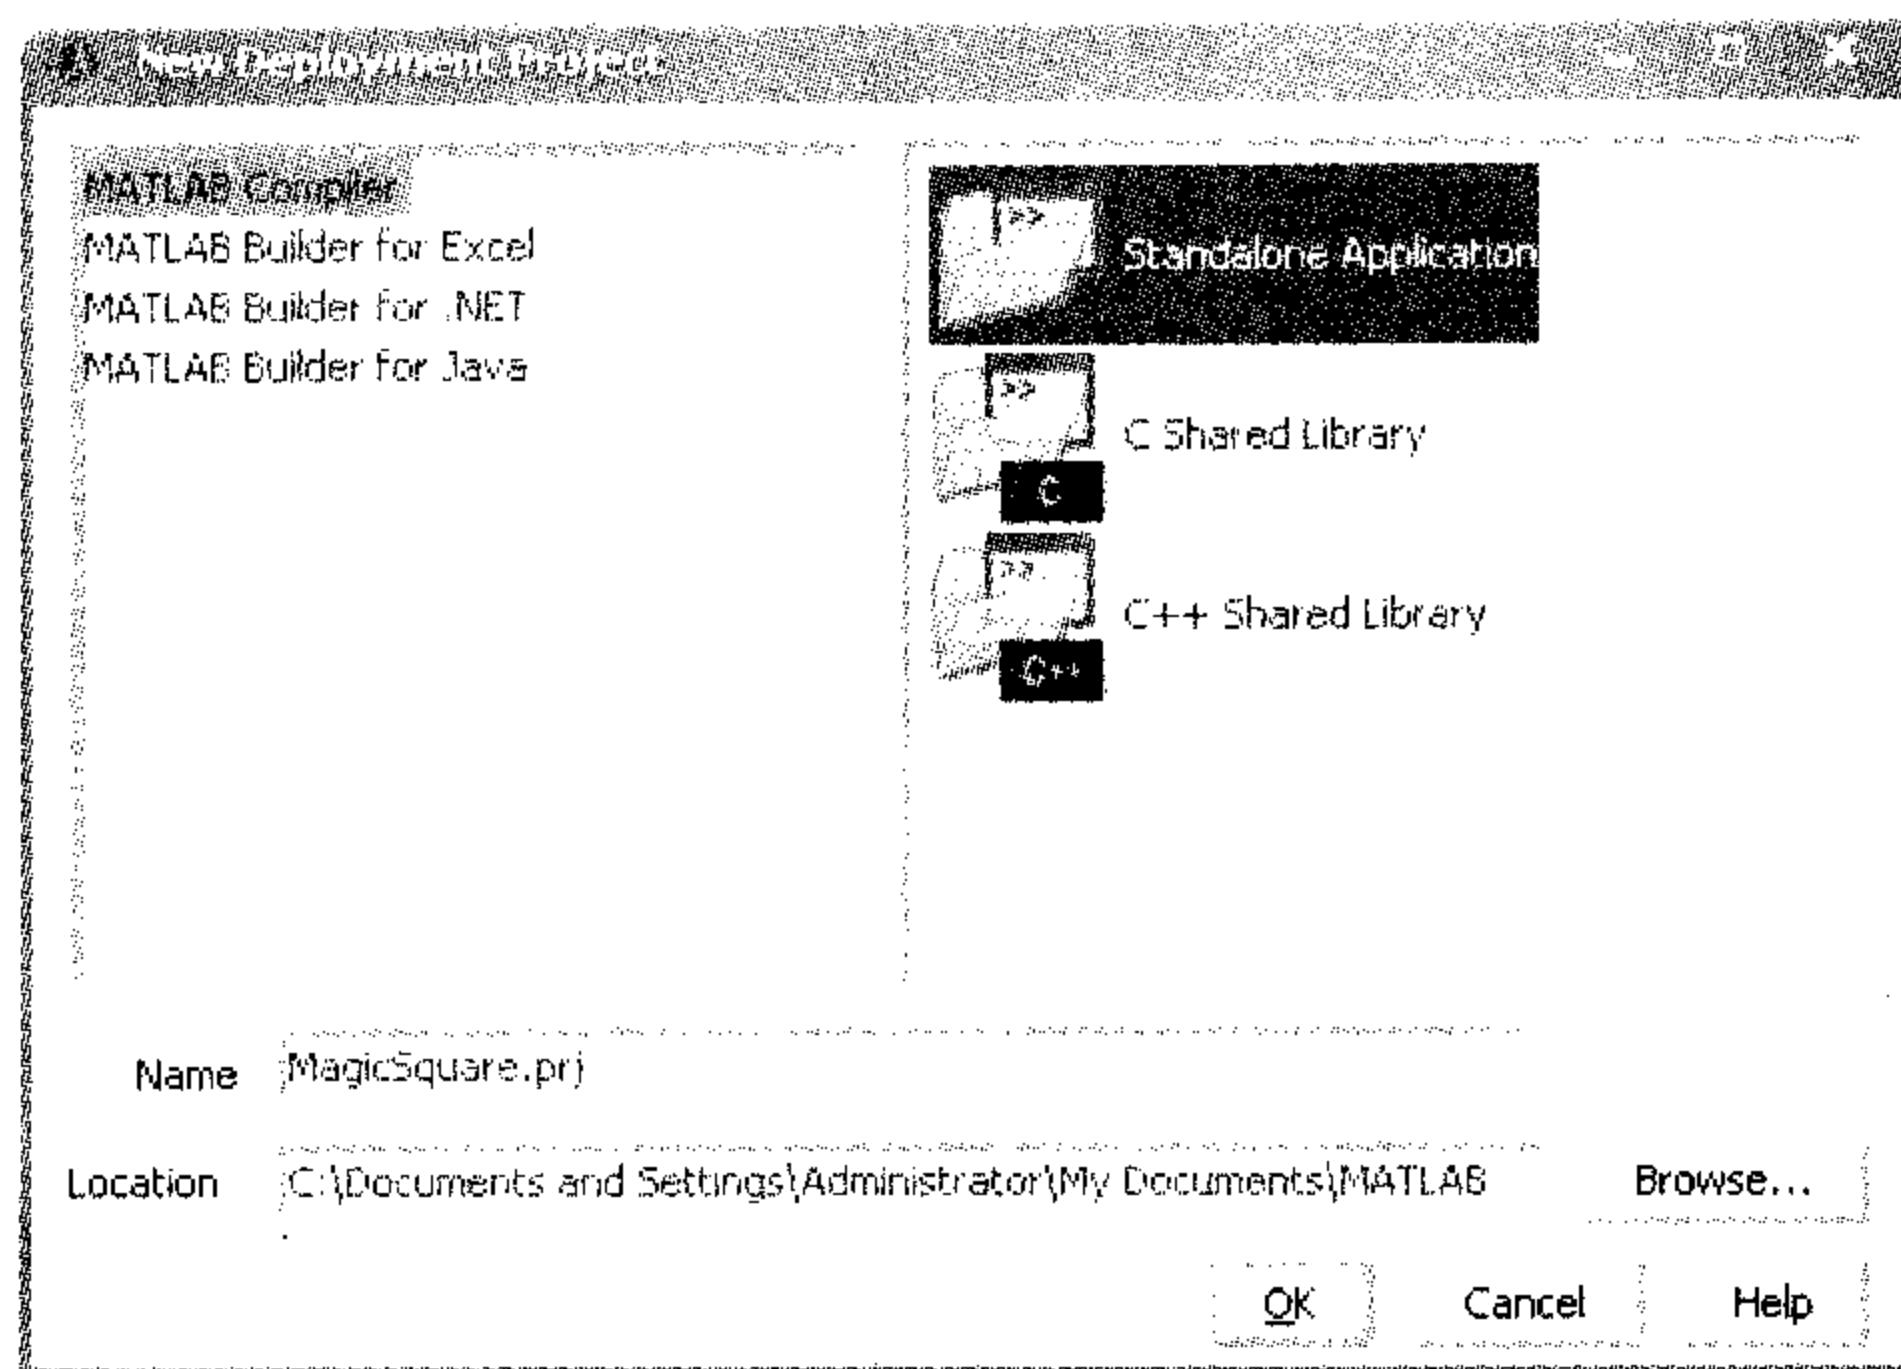 New Deployment Project
MATLAB Compiler
MATLAB Builder for Excel
MATLAB Builder for .NET
MATLAB Builder for Java
>>
Standalone Application
>>
C Shared Library
C
>>
C++ Shared Library
C++
Name
MagicSquare.prj
Location
C:\Documents and Settings\Administrator\My Documents\MATLAB
Browse...
OK
Cancel
Help